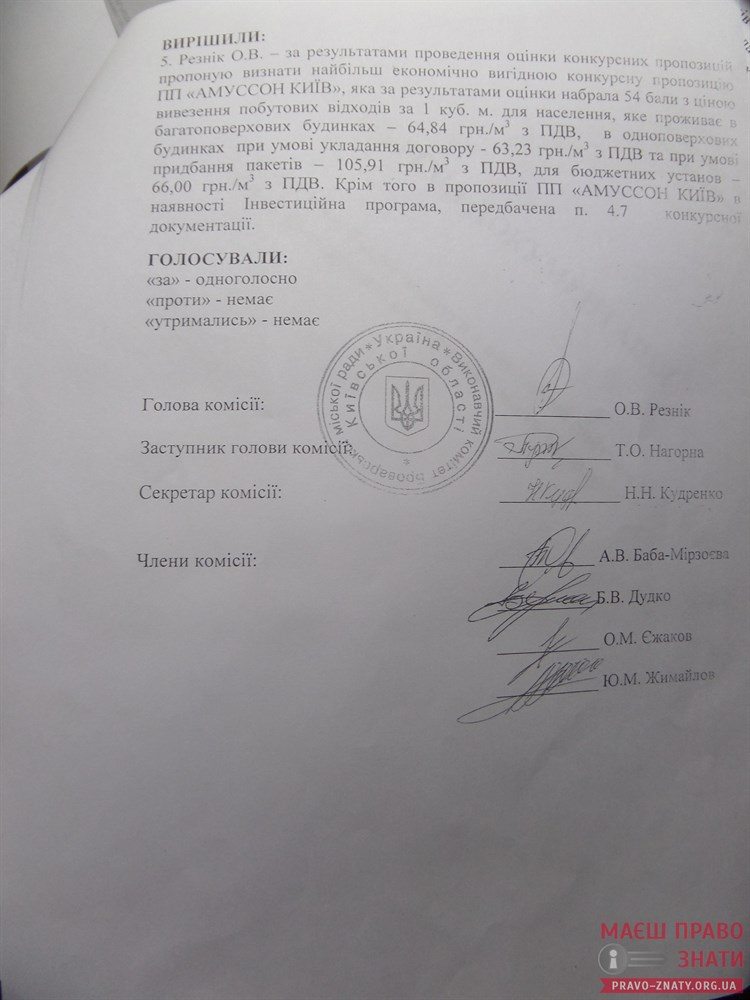 ВИРІШИЛИ:
5. Резнік О.В. – за результатами проведення оцінки конкурсних пропозицій
пропоную визнати найбільш економічно вигідною конкурсну пропозицію
ПП «АМУССОН КИЇВ», яка за результатами оцінки набрала 54 бали з ціною
вивезення побутових відходів за 1 куб. м. для населення, яке проживає в
багатоповерхових будинках – 64,84 грн./м³ з ПДВ, в одноповерхових
будинках при умові укладання договору - 63,23 грн./м³ з ПДВ та при умові
придбання пакетів – 105,91 грн./м³ з ПДВ, для бюджетних установ –
66,00 грн./м³ з ПДВ. Крім того в пропозиції ПП «АМУССОН КИЇВ» в
наявності Інвестиційна програма, передбачена п. 4.7 конкурсної
документації.
ГОЛОСУВАЛИ:
«за» - одноголосно
«проти» - немає
«утримались» - немає
Україна * Виконавчий комітет Броварської міської ради *
Київської області
Голова комісії: О.В. Резнік
Заступник голови комісії: Т.О. Нагорна
Секретар комісії: Н.Н. Кудренко
Члени комісії: А.В. Баба-Мірзоєва
Б.В. Дудко
О.М. Єжаков
Ю.М. Жимайлов
МАЄШ ПРАВО
ЗНАТИ
PRAVO-ZNATY.ORG.UA